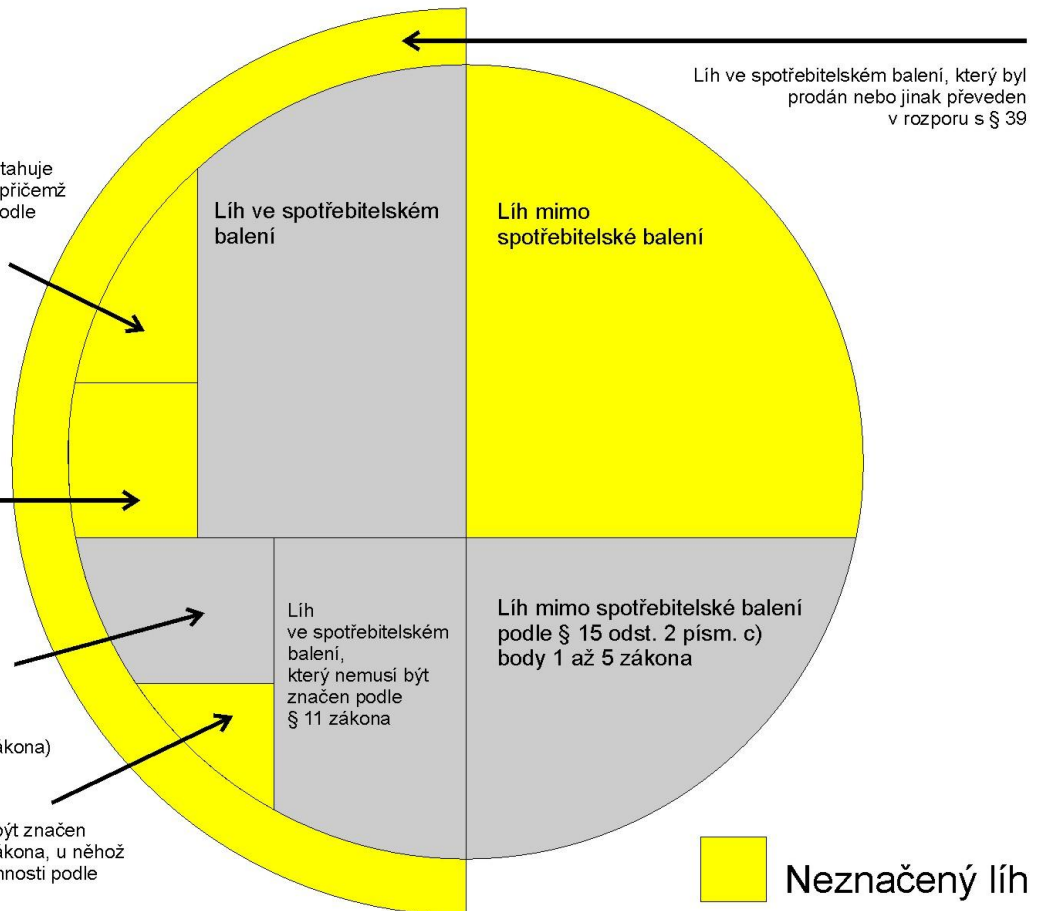 Líh ve spotřebitelském balení, který byl
prodán nebo jinak převeden
v rozporu s § 39
tahuje
přičemž
odle
Líh ve spotřebitelském
balení
Líh mimo
spotřebitelské balení
Líh
ve spotřebitelském
balení,
který nemusí být
značen podle
§ 11 zákona
Líh mimo spotřebitelské balení
podle § 15 odst. 2 písm. c)
body 1 až 5 zákona
ákona)
být značen
ákona, u něhož
nnosti podle
Neznačený líh